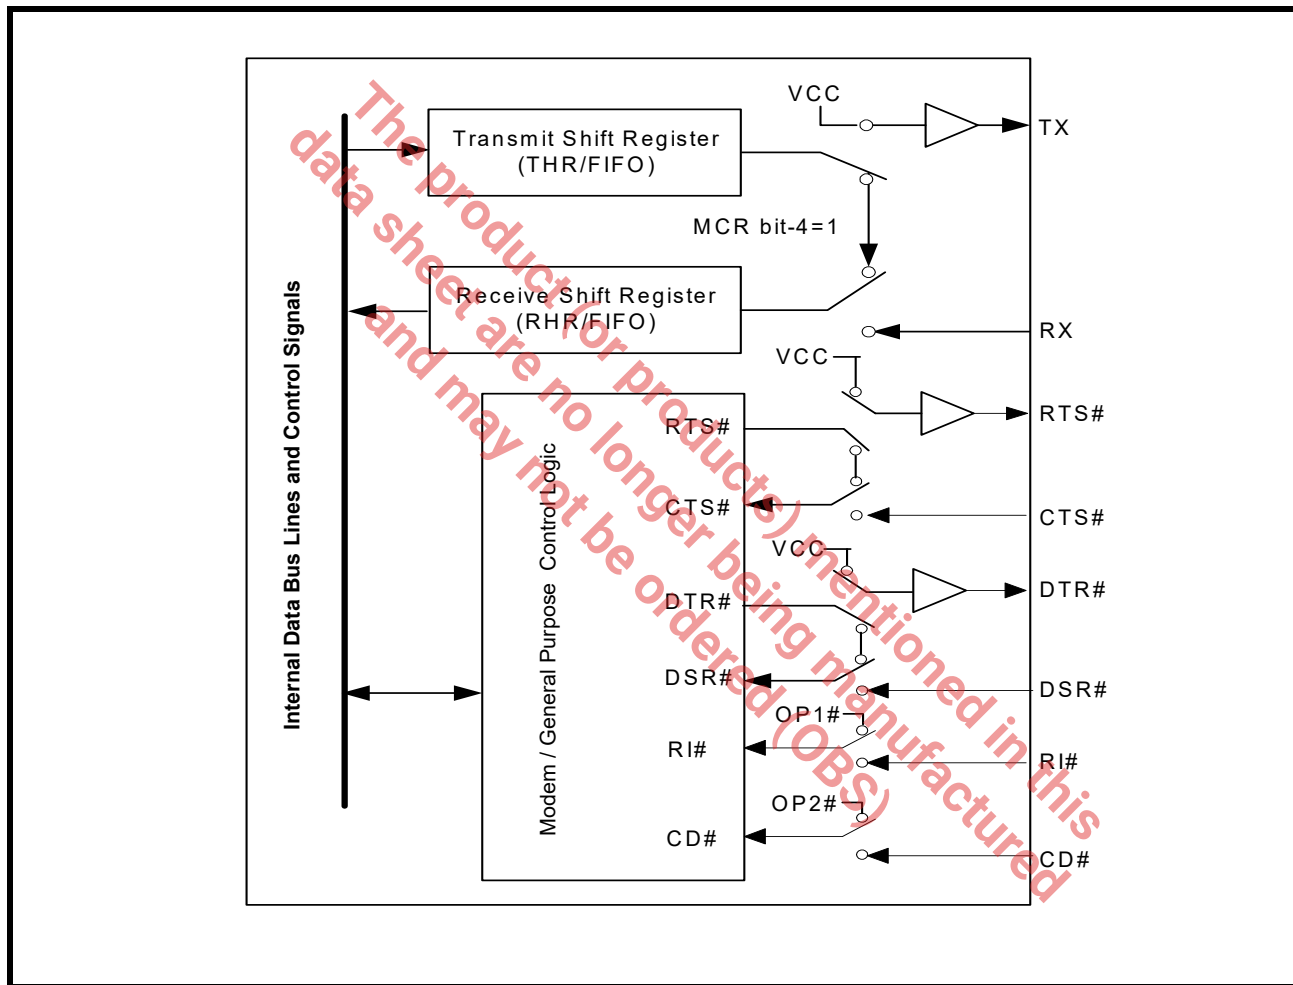 VCC
TX
Transmit Shift Register
(THR/FIFO)
MCR bit-4=1
Receive Shift Register
(RHR/FIFO)
RX
VCC
RTS#
RTS#
CTS#
CTS#
VCC
DTR#
DTR#
DSR#
DSR#
OP1#
RI#
RI#
OP2#
CD#
CD#
Internal Data Bus Lines and Control Signals
Modem / General Purpose Control Logic
The product (or products) mentioned in this
data sheet are no longer being manufactured
and may not be ordered (OBS)